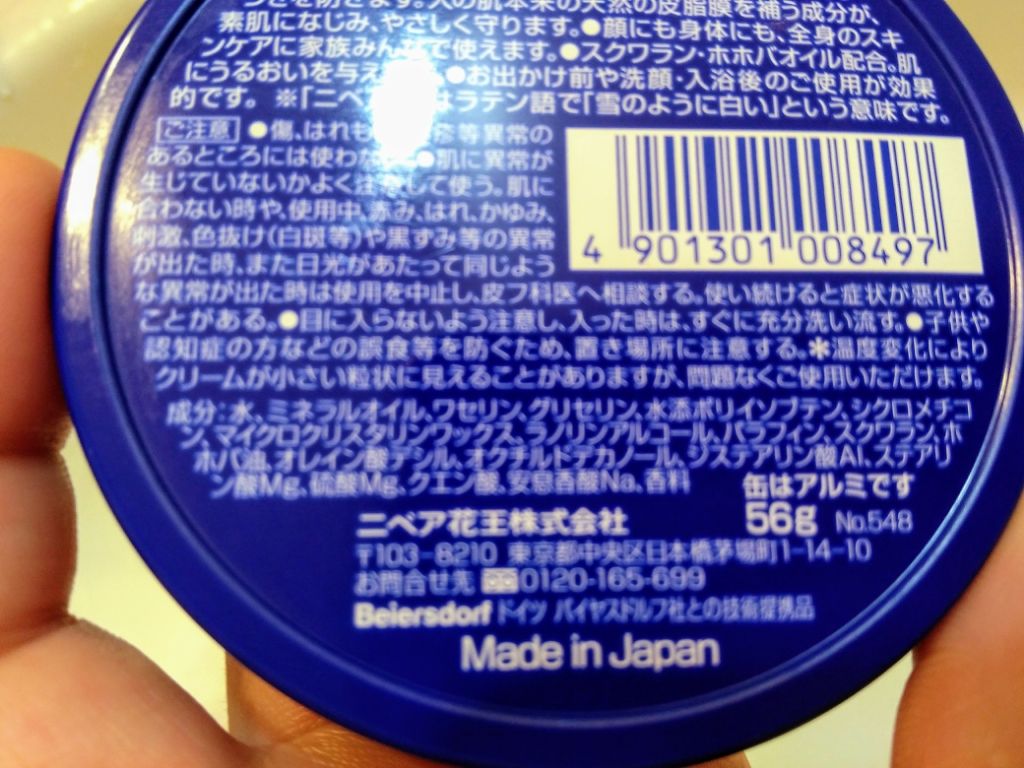 つきを防ぎます。人の肌本来の天然の皮脂膜を補う成分が、
素肌になじみ、やさしく守ります。●顔にも身体にも、全身のスキ
ンケアに家族みんなで使えます。●スクワラン・ホホバオイル配合。肌
にうるおいを与え ●お出かけ前や洗顔・入浴後のご使用が効果
的です。 ※「ニベア はラテン語で「雪のように白い」という意味です。
ご注意 ●傷、はれも 疹等異常の
あるところには使わな ●肌に異常が
生じていないかよく注意して使う。肌に
合わない時や、使用中、赤み、はれ、かゆみ、
刺激、色抜け(白斑等)や黒ずみ等の異常
が出た時、また日光があたって同じよう
な異常が出た時は使用を中止し、皮フ科医へ相談する。使い続けると症状が悪化する
ことがある。●目に入らないよう注意し、入った時は、すぐに充分洗い流す。●子供や
認知症の方などの誤食等を防ぐため、置き場所に注意する。＊温度変化により
クリームが小さい粒状に見えることがありますが、問題なくご使用いただけます。
4 901301 008497
成分：水、ミネラルオイル、ワセリン、グリセリン、水添ポリイソブテン、シクロメチコ
ン、マイクロクリスタリンワックス、ラノリンアルコール、パラフィン、スクワラン、ホ
ホバ油、オレイン酸デシル、オクチルドデカノール、ジステアリン酸Al、ステアリ
ン酸Mg、硫酸Mg、クエン酸、安息香酸Na、香料
缶はアルミです
ニベア花王株式会社 56g No.548
〒103-8210 東京都中央区日本橋茅場町1-14-10
お問合せ先 0120-165-699
Beiersdorf ドイツ バイヤスドルフ社との技術提携品
Made in Japan